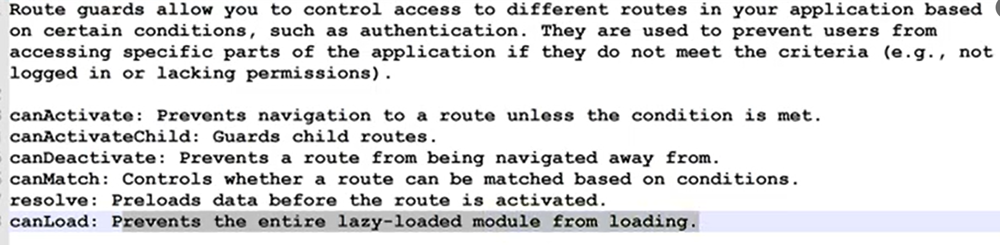 Route guards allow you to control access to different routes in your application based
on certain conditions, such as authentication. They are used to prevent users from
accessing specific parts of the application if they do not meet the criteria (e.g., not
logged in or lacking permissions).
canActivate: Prevents navigation to a route unless the condition is met.
canActivateChild: Guards child routes.
canDeactivate: Prevents a route from being navigated away from.
canMatch: Controls whether a route can be matched based on conditions.
resolve: Preloads data before the route is activated.
canLoad: Prevents the entire lazy-loaded module from loading.